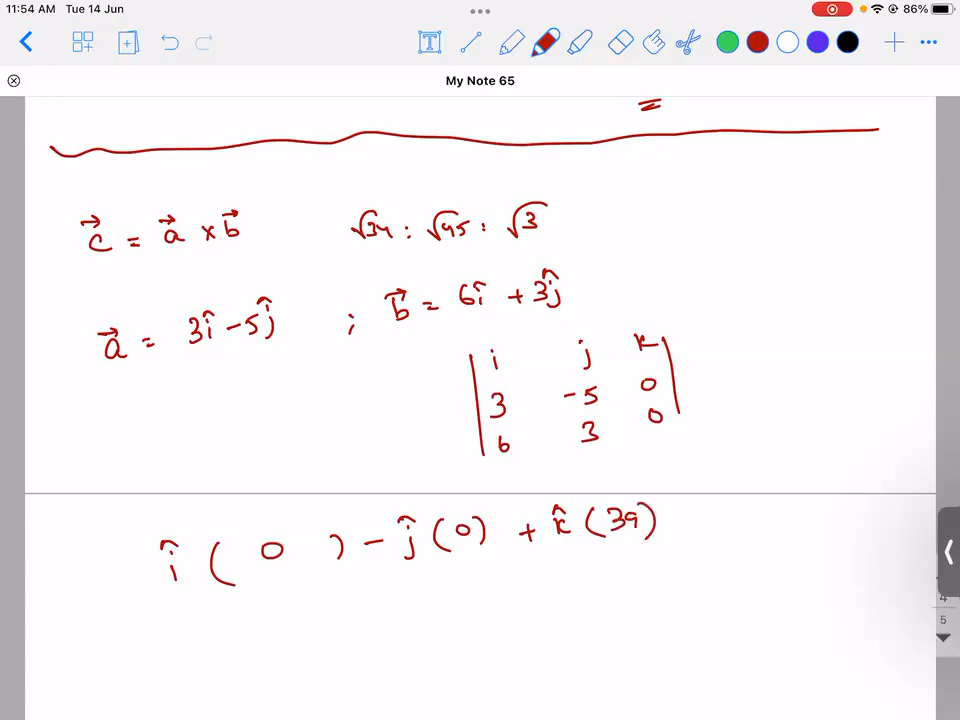 11:54 AM Tue 14 Jun
86%
My Note 65
c⃗ = a⃗ × b⃗ √34 : √45 : √3
a⃗ = 3î - 5ĵ ; b⃗ = 6î + 3ĵ
i j k
3 -5 0
6 3 0
î ( 0 ) - ĵ (0) + k̂ (39)
4
5